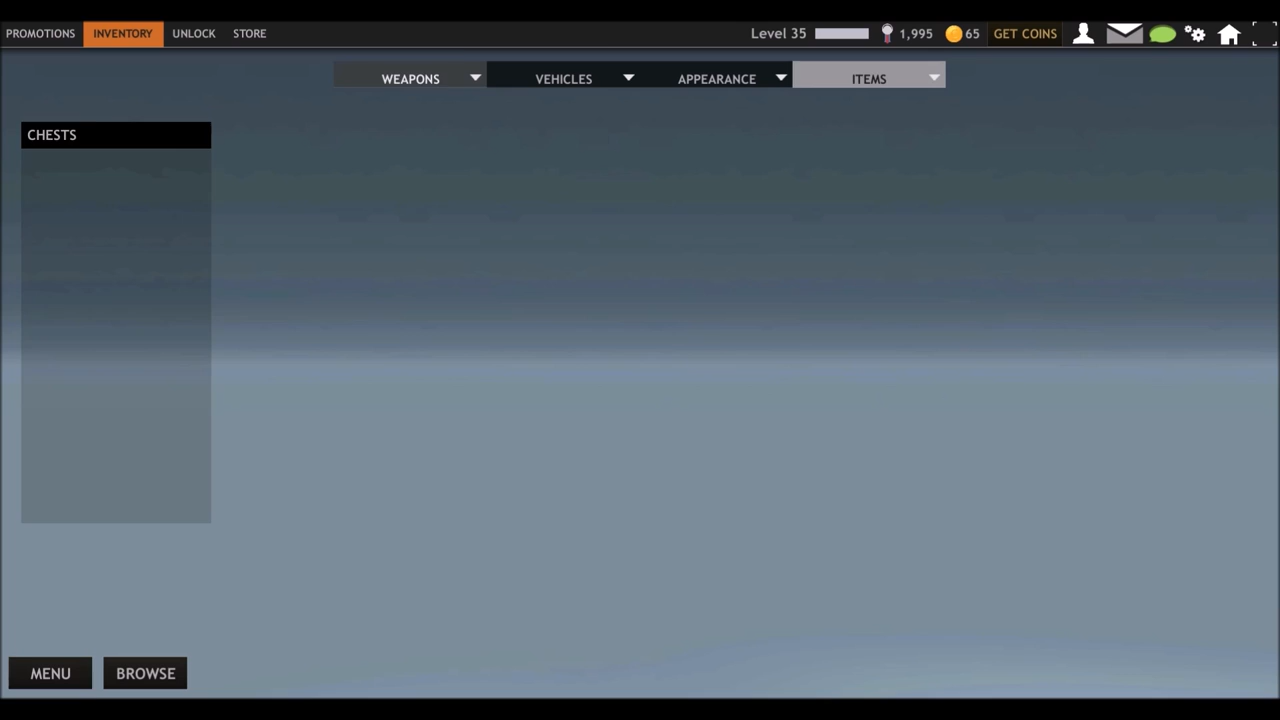 PROMOTIONS INVENTORY UNLOCK STORE Level 35 1,995 65 GET COINS
WEAPONS VEHICLES APPEARANCE ITEMS
CHESTS
MENU BROWSE